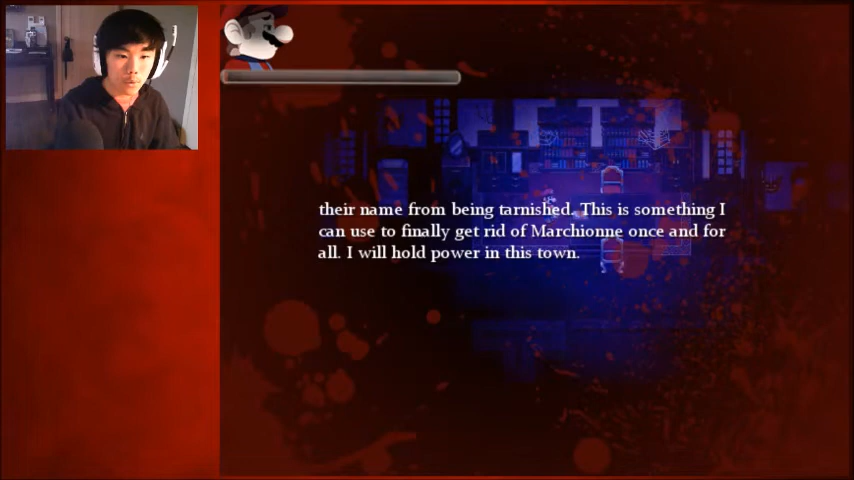 their name from being tarnished. This is something I
can use to finally get rid of Marchionne once and for
all. I will hold power in this town.